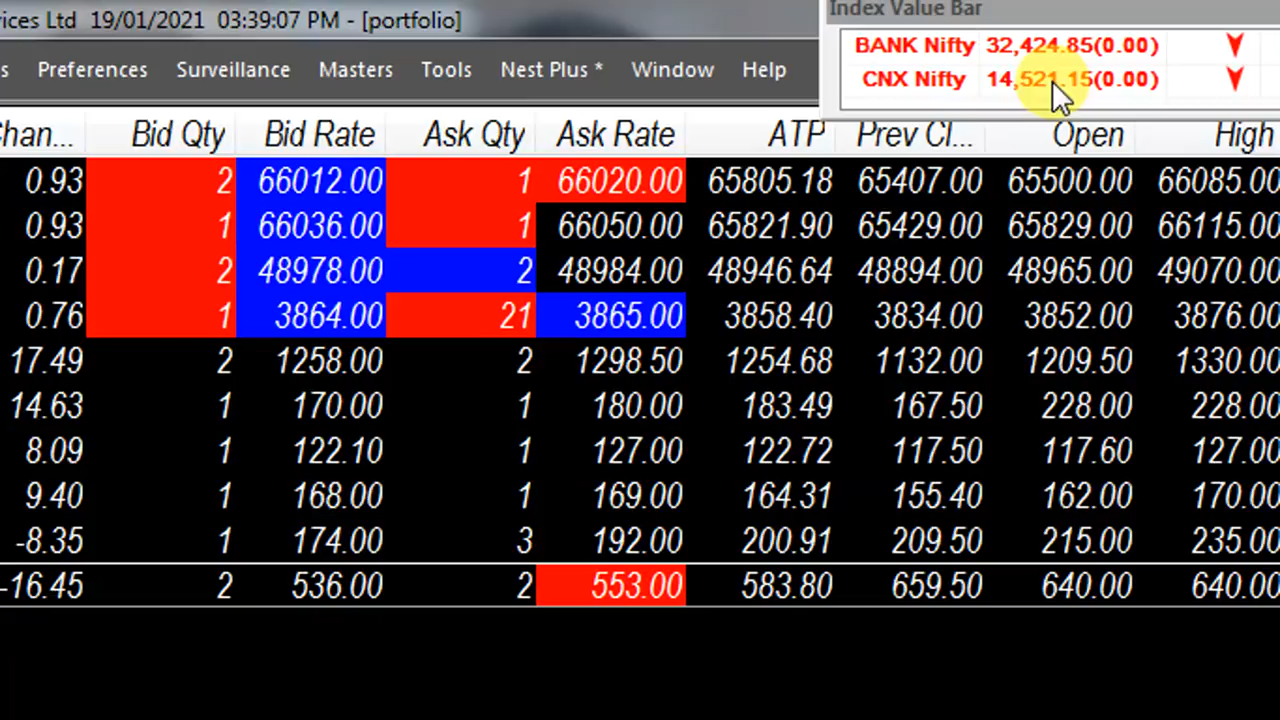 rices Ltd 19/01/2021 03:39:07 PM - [portfolio]
Index Value Bar
BANK Nifty 32,424.85(0.00)
CNX Nifty 14,521.15(0.00)
s Preferences Surveillance Masters Tools Nest Plus * Window Help
Chan... Bid Qty Bid Rate Ask Qty Ask Rate ATP Prev Cl... Open High
0.93 2 66012.00 1 66020.00 65805.18 65407.00 65500.00 66085.00
0.93 1 66036.00 1 66050.00 65821.90 65429.00 65829.00 66115.00
0.17 2 48978.00 2 48984.00 48946.64 48894.00 48965.00 49070.00
0.76 1 3864.00 21 3865.00 3858.40 3834.00 3852.00 3876.00
17.49 2 1258.00 2 1298.50 1254.68 1132.00 1209.50 1330.00
14.63 1 170.00 1 180.00 183.49 167.50 228.00 228.00
8.09 1 122.10 1 127.00 122.72 117.50 117.60 127.00
9.40 1 168.00 1 169.00 164.31 155.40 162.00 170.00
-8.35 1 174.00 3 192.00 200.91 209.50 215.00 235.00
-16.45 2 536.00 2 553.00 583.80 659.50 640.00 640.00